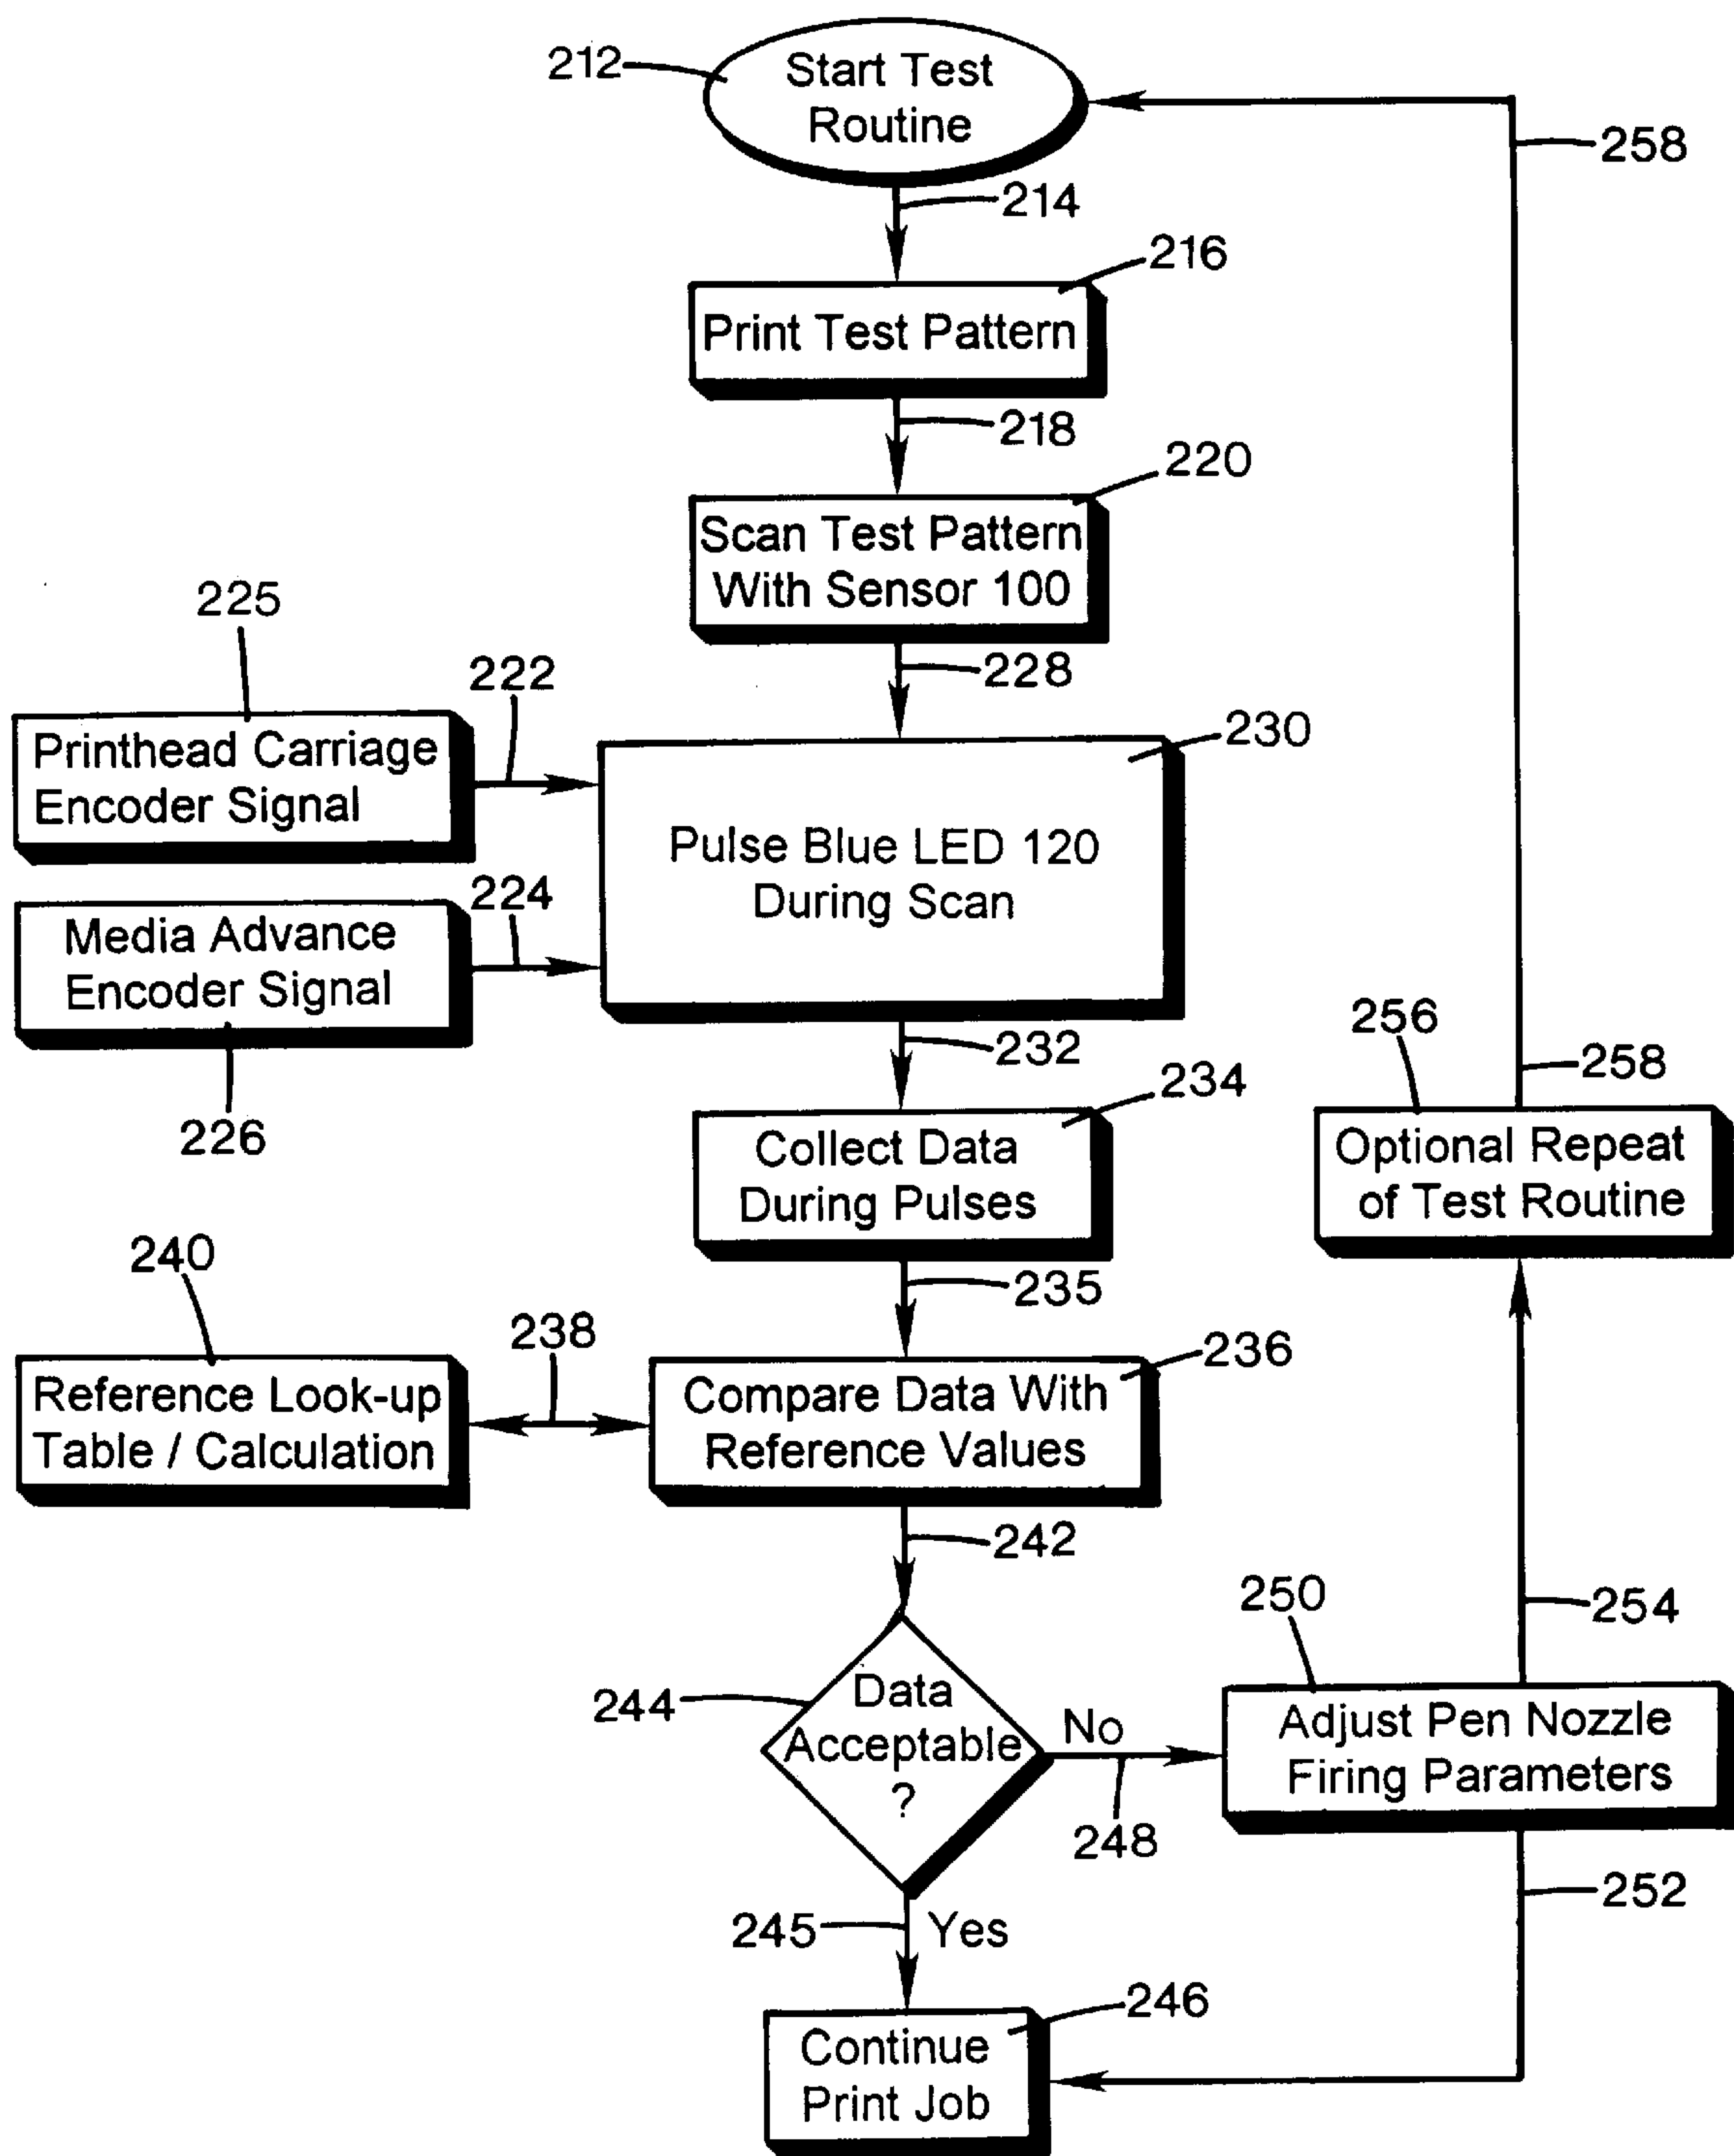 212
Start Test
Routine
258
214
216
Print Test Pattern
218
220
Scan Test Pattern
With Sensor 100
225
222
228
230
Printhead Carriage
Encoder Signal
Pulse Blue LED 120
During Scan
224
Media Advance
Encoder Signal
226
232
256
258
234
Collect Data
During Pulses
Optional Repeat
of Test Routine
240
238
235
236
Reference Look-up
Table / Calculation
Compare Data With
Reference Values
242
250
254
244
Data
Acceptable
?
No
248
Adjust Pen Nozzle
Firing Parameters
245
Yes
252
246
Continue
Print Job